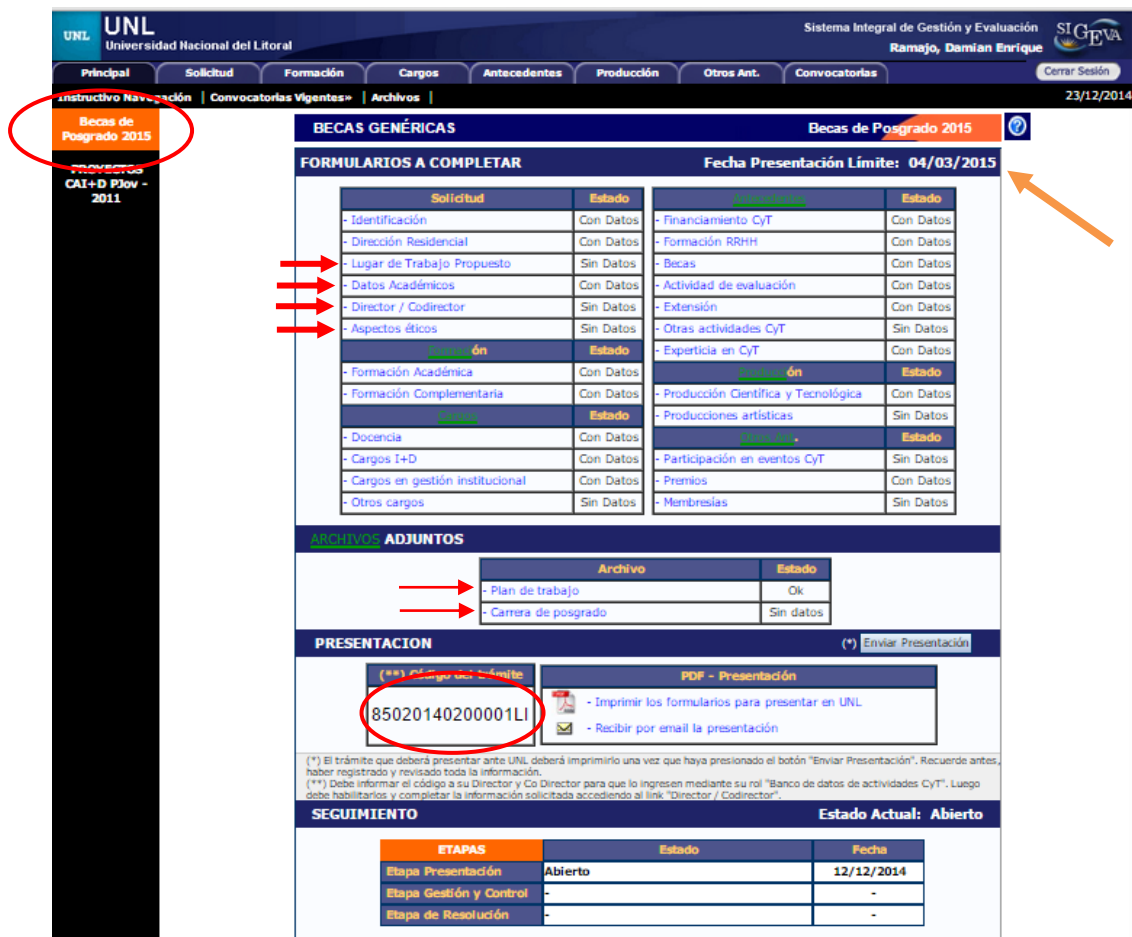 UNL
UNL
Universidad Nacional del Litoral
Sistema Integral de Gestión y Evaluación
Ramajo, Damian Enrique
SIGEVA
Principal Solicitud Formación Cargos Antecedentes Producción Otros Ant. Convocatorias
Cerrar Sesión
Instructivo Navegación | Convocatorias Vigentes» | Archivos |
23/12/2014
Becas de
Posgrado 2015
PROYECTOS
CAI+D PJov -
2011
BECAS GENÉRICAS Becas de Posgrado 2015
FORMULARIOS A COMPLETAR Fecha Presentación Límite: 04/03/2015
Solicitud Estado
- Identificación Con Datos
- Dirección Residencial Con Datos
- Lugar de Trabajo Propuesto Sin Datos
- Datos Académicos Con Datos
- Director / Codirector Sin Datos
- Aspectos éticos Sin Datos
Formación Estado
- Formación Académica Con Datos
- Formación Complementaria Con Datos
Cargos Estado
- Docencia Con Datos
- Cargos I+D Con Datos
- Cargos en gestión institucional Con Datos
- Otros cargos Sin Datos
Antecedentes Estado
- Financiamiento CyT Con Datos
- Formación RRHH Con Datos
- Becas Con Datos
- Actividad de evaluación Con Datos
- Extensión Con Datos
- Otras actividades CyT Sin Datos
- Experticia en CyT Con Datos
Producción Estado
- Producción Científica y Tecnológica Con Datos
- Producciones artísticas Sin Datos
Otros Ant. Estado
- Participación en eventos CyT Sin Datos
- Premios Con Datos
- Membresías Sin Datos
ARCHIVOS ADJUNTOS
Archivo Estado
- Plan de trabajo Ok
- Carrera de posgrado Sin datos
PRESENTACION (*) Enviar Presentación
(**) Código del trámite
85020140200001LI
PDF - Presentación
- Imprimir los formularios para presentar en UNL
- Recibir por email la presentación
(*) El trámite que deberá presentar ante UNL deberá imprimirlo una vez que haya presionado el botón "Enviar Presentación". Recuerde antes,
haber registrado y revisado toda la información.
(**) Debe informar el código a su Director y Co Director para que lo ingresen mediante su rol "Banco de datos de actividades CyT". Luego
debe habilitarlos y completar la información solicitada accediendo al link "Director / Codirector".
SEGUIMIENTO Estado Actual: Abierto
ETAPAS Estado Fecha
Etapa Presentación Abierto 12/12/2014
Etapa Gestión y Control - -
Etapa de Resolución - -